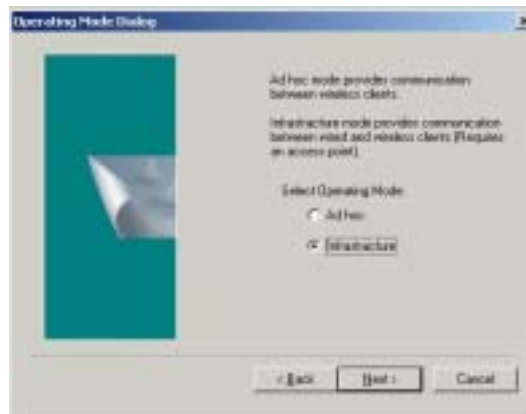 Operating Mode Dialog
Ad hoc mode provides communication
between wireless clients.
Infrastructure mode provides communication
between wired and wireless clients (Requires
an access point).
Select Operating Mode:
Ad hoc
Infrastructure
< Back
Next >
Cancel